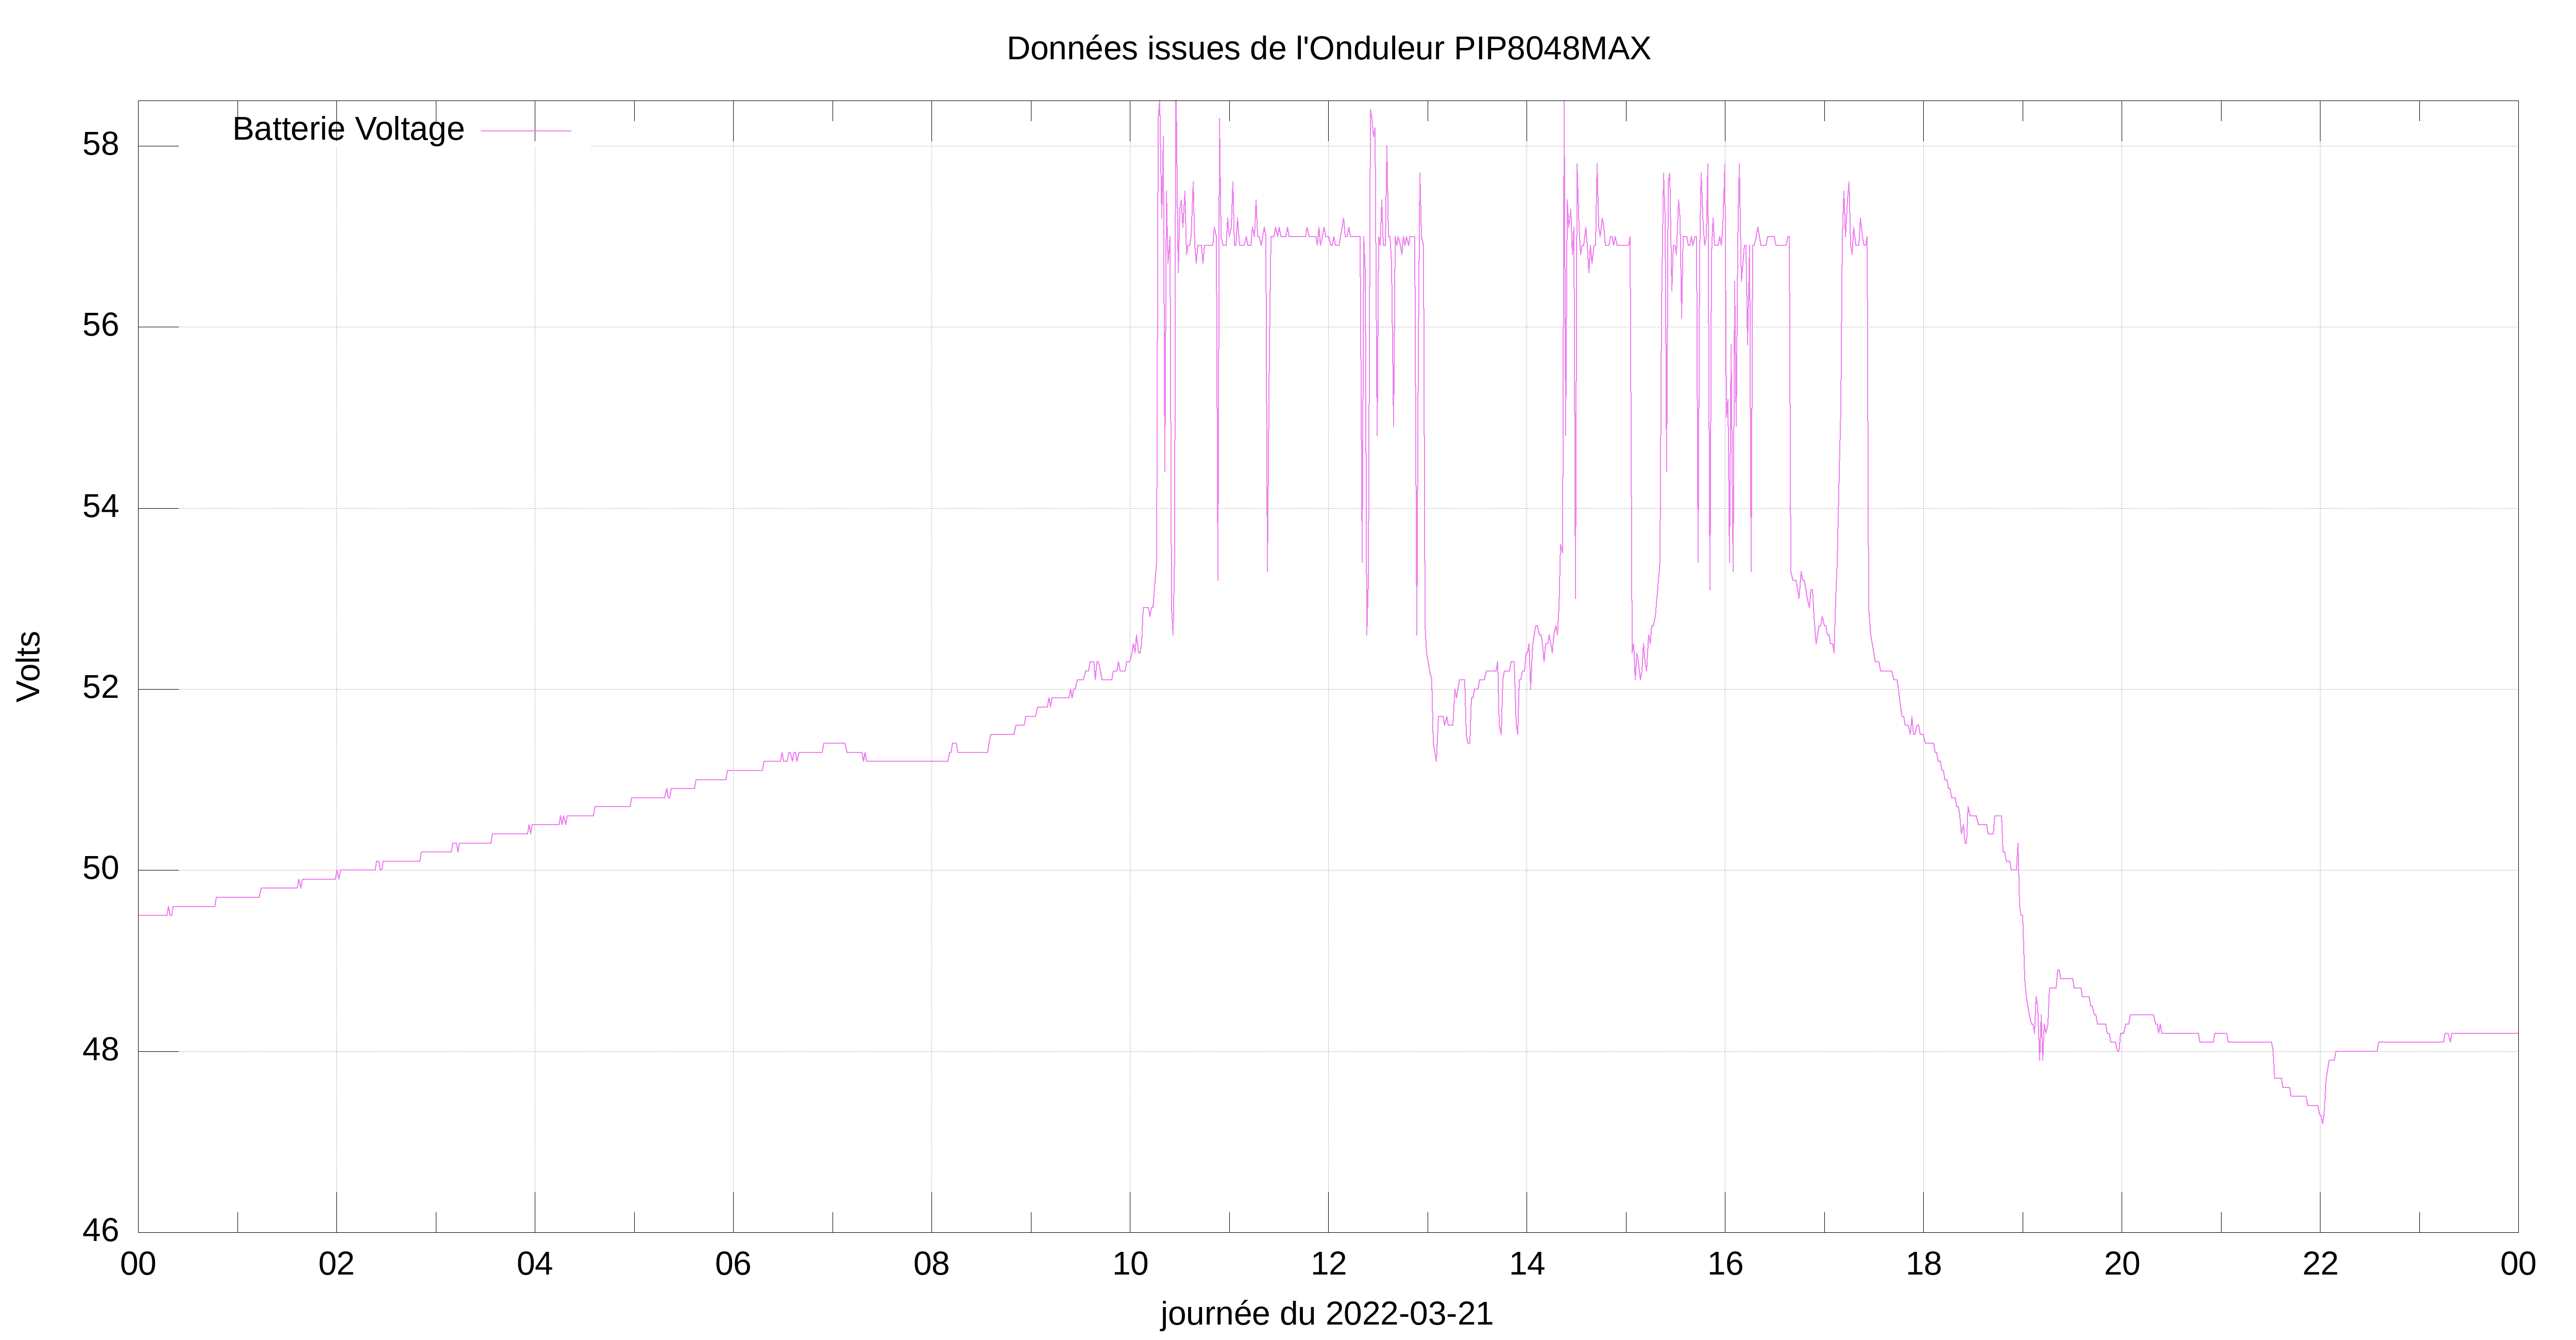 Données issues de l'Onduleur PIP8048MAX
Batterie Voltage
58
56
54
52
50
48
46
Volts
00 02 04 06 08 10 12 14 16 18 20 22 00
journée du 2022-03-21